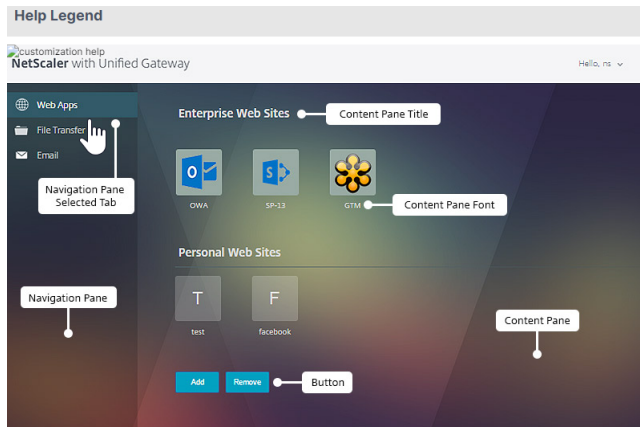 Help Legend
customization help
NetScaler with Unified Gateway
Hello, ns
Web Apps
File Transfer
Email
Navigation Pane
Selected Tab
Navigation Pane
Enterprise Web Sites
Content Pane Title
OWA
SP-13
GTM
Content Pane Font
Personal Web Sites
T
F
test
facebook
Content Pane
Add
Remove
Button